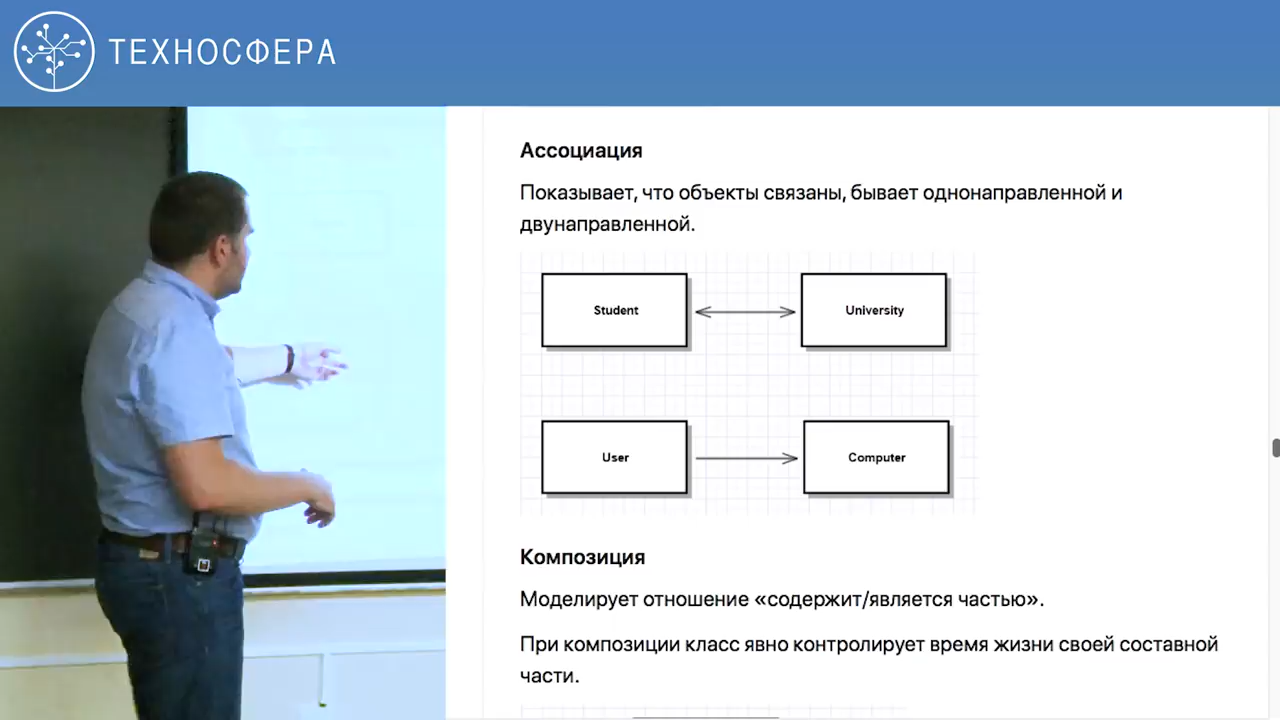 ТЕХНОСФЕРА
Ассоциация
Показывает, что объекты связаны, бывает однонаправленной и
двунаправленной.
Student
University
User
Computer
Композиция
Моделирует отношение «содержит/является частью».
При композиции класс явно контролирует время жизни своей составной
части.